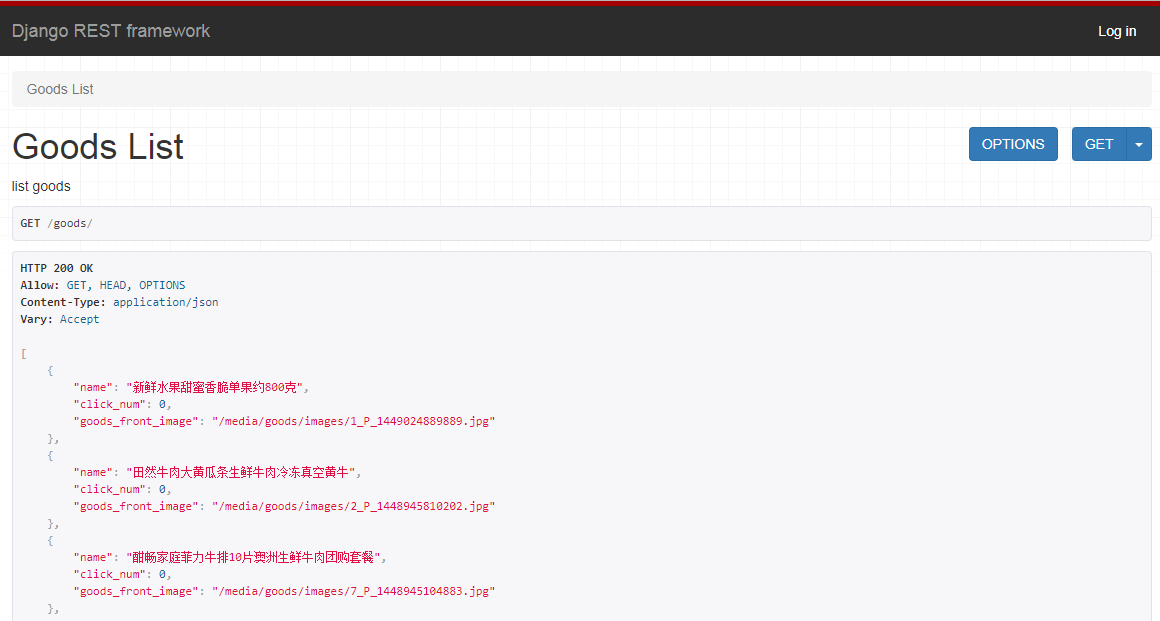 Django REST framework
Log in
Goods List
Goods List
OPTIONS
GET
list goods
GET /goods/
HTTP 200 OK
Allow: GET, HEAD, OPTIONS
Content-Type: application/json
Vary: Accept
[
{
"name": "新鲜水果甜蜜香脆单果约800克",
"click_num": 0,
"goods_front_image": "/media/goods/images/1_P_1449024889889.jpg"
},
{
"name": "田然牛肉大黄瓜条生鲜牛肉冷冻真空黄牛",
"click_num": 0,
"goods_front_image": "/media/goods/images/2_P_1448945810202.jpg"
},
{
"name": "酣畅家庭菲力牛排10片澳洲生鲜牛肉团购套餐",
"click_num": 0,
"goods_front_image": "/media/goods/images/7_P_1448945104883.jpg"
},